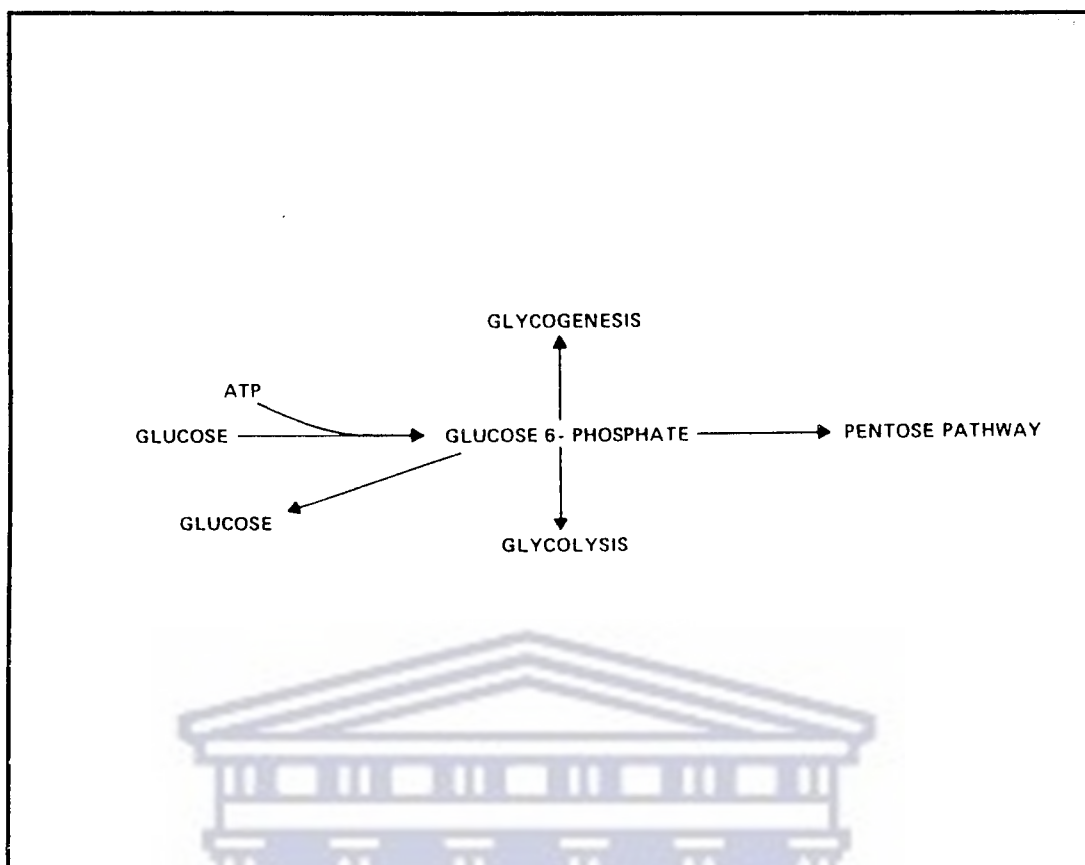 GLYCOGENESIS
ATP
GLUCOSE GLUCOSE 6- PHOSPHATE PENTOSE PATHWAY
GLUCOSE
GLYCOLYSIS